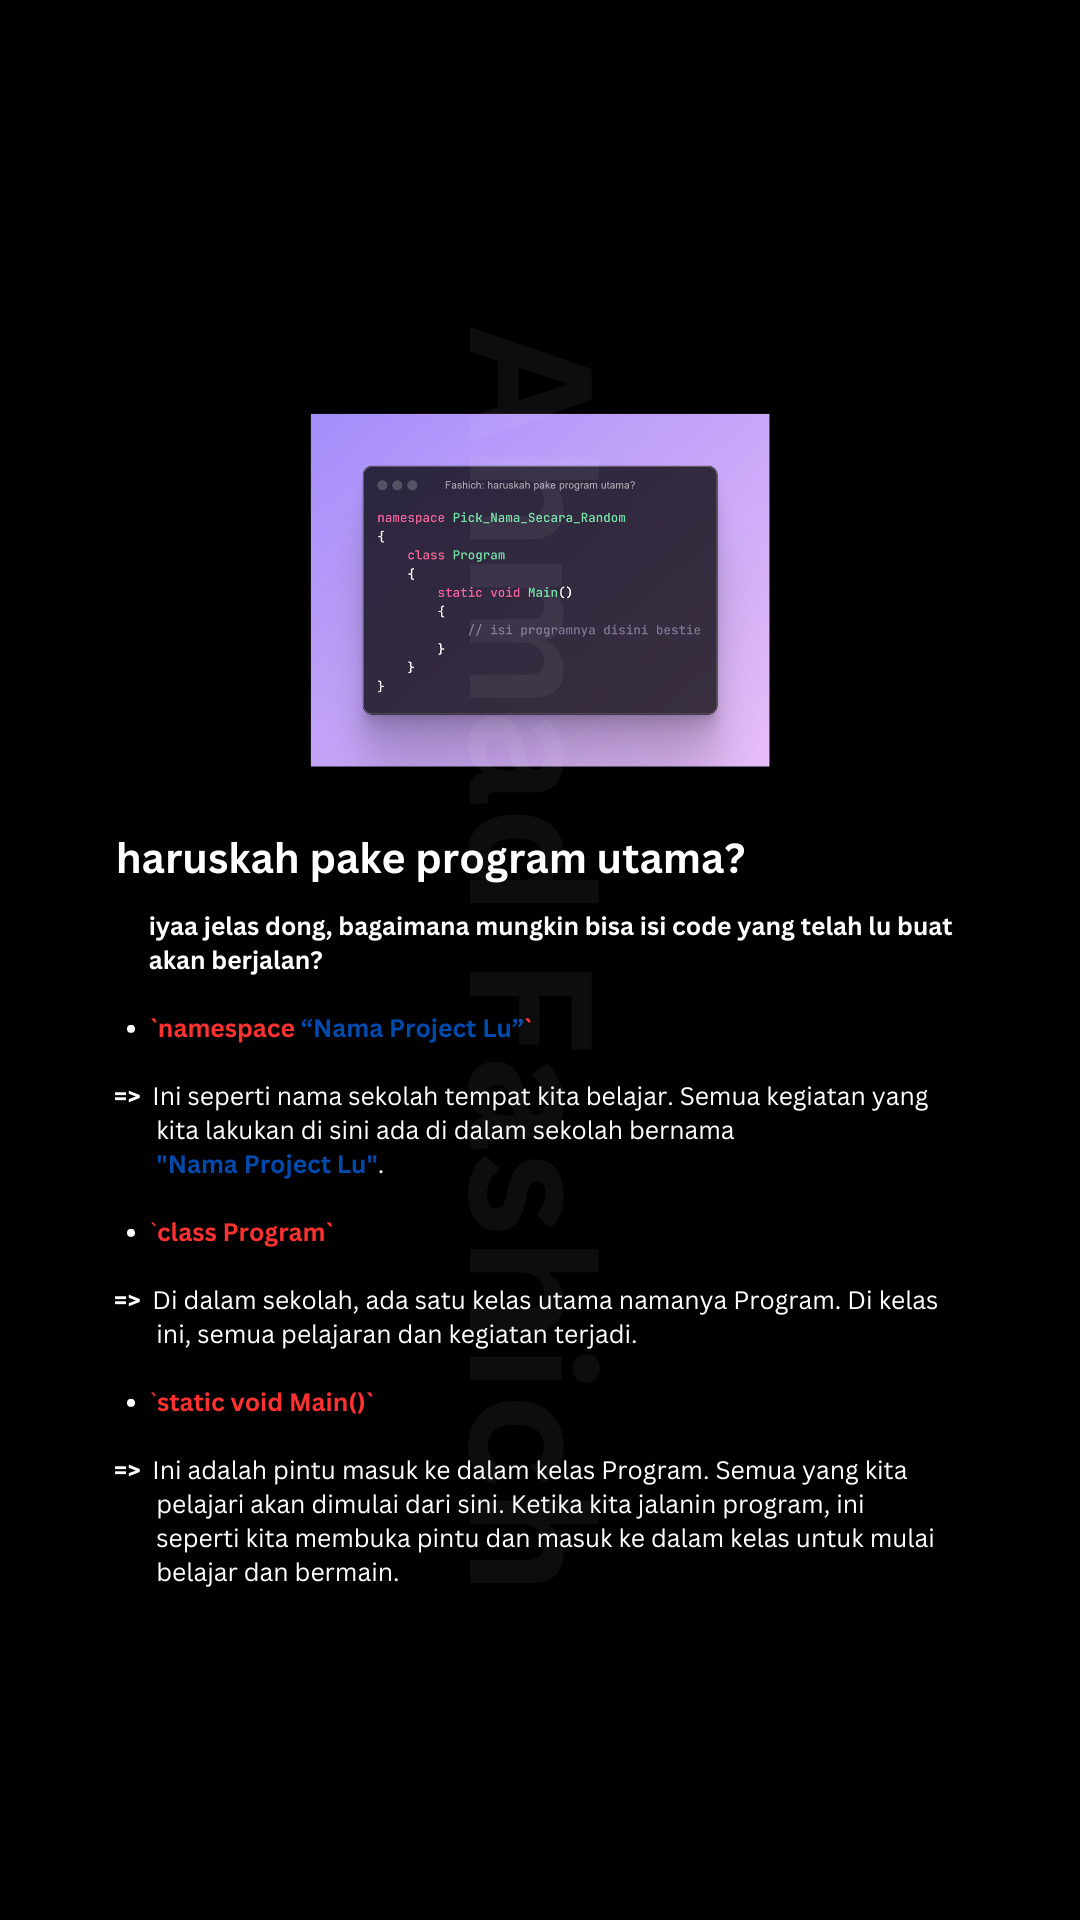 Fashich: haruskah pake program utama?
namespace Pick_Nama_Secara_Random
{
    class Program
    {
        static void Main()
        {
            // isi programnya disini bestie
        }
    }
}
haruskah pake program utama?
iyaa jelas dong, bagaimana mungkin bisa isi code yang telah lu buat
akan berjalan?
• `namespace “Nama Project Lu”`
=> Ini seperti nama sekolah tempat kita belajar. Semua kegiatan yang
kita lakukan di sini ada di dalam sekolah bernama
"Nama Project Lu".
• `class Program`
=> Di dalam sekolah, ada satu kelas utama namanya Program. Di kelas
ini, semua pelajaran dan kegiatan terjadi.
• `static void Main()`
=> Ini adalah pintu masuk ke dalam kelas Program. Semua yang kita
pelajari akan dimulai dari sini. Ketika kita jalanin program, ini
seperti kita membuka pintu dan masuk ke dalam kelas untuk mulai
belajar dan bermain.
Ahmad Fashich